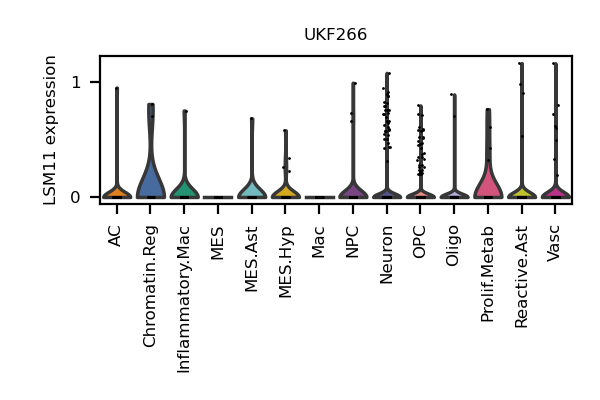 UKF266
LSM11 expression
1
0
AC
Chromatin.Reg
Inflammatory.Mac
MES
MES.Ast
MES.Hyp
Mac
NPC
Neuron
OPC
Oligo
Prolif.Metab
Reactive.Ast
Vasc